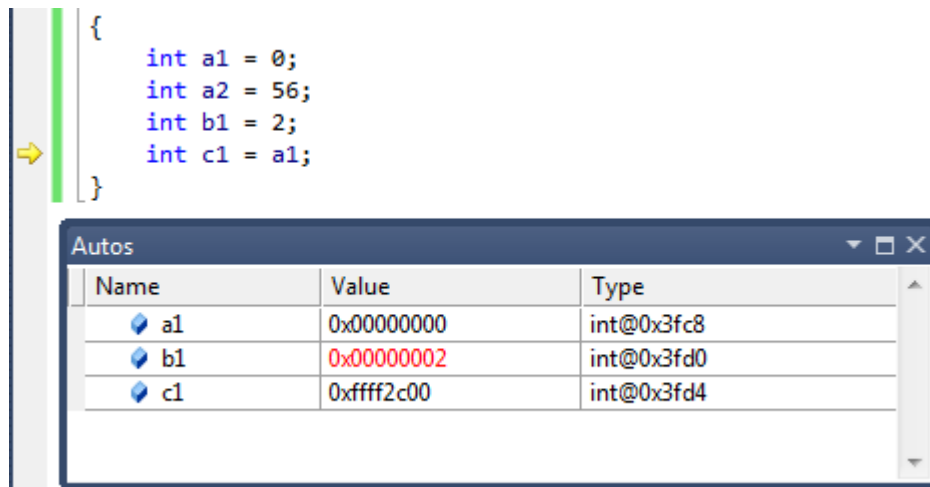 {
int a1 = 0;
int a2 = 56;
int b1 = 2;
int c1 = a1;
}
Autos
Name Value Type
a1 0x00000000 int@0x3fc8
b1 0x00000002 int@0x3fd0
c1 0xffff2c00 int@0x3fd4